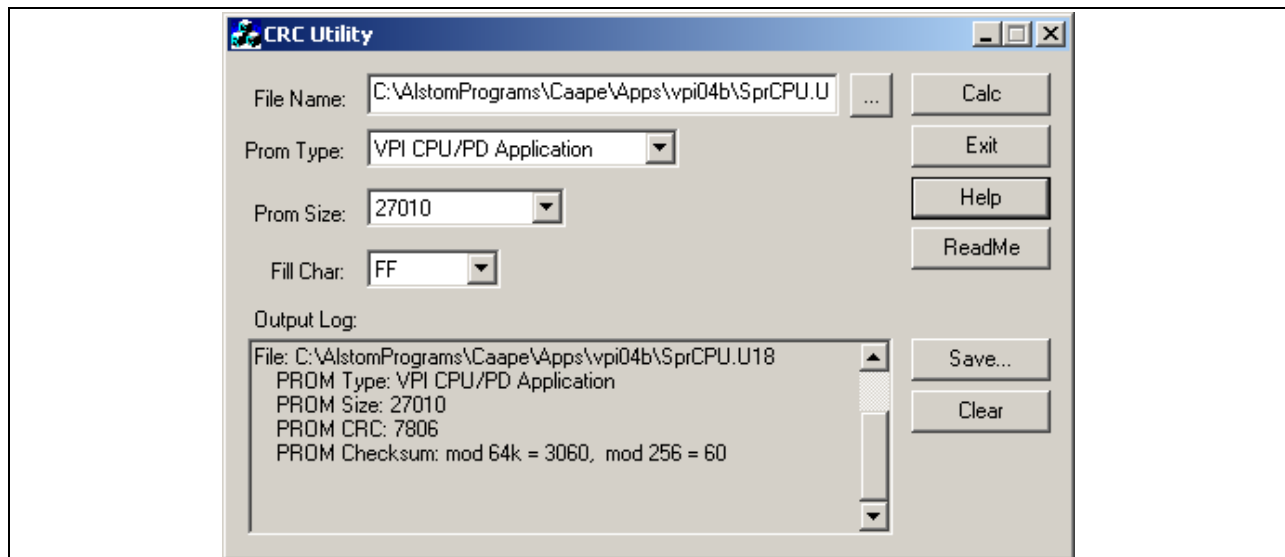 CRC Utility
File Name: C:\AlstomPrograms\Caape\Apps\vpi04b\SprCPU.U ... Calc
Prom Type: VPI CPU/PD Application Exit
Prom Size: 27010 Help
ReadMe
Fill Char: FF
Output Log:
File: C:\AlstomPrograms\Caape\Apps\vpi04b\SprCPU.U18 Save...
PROM Type: VPI CPU/PD Application
PROM Size: 27010 Clear
PROM CRC: 7806
PROM Checksum: mod 64k = 3060, mod 256 = 60